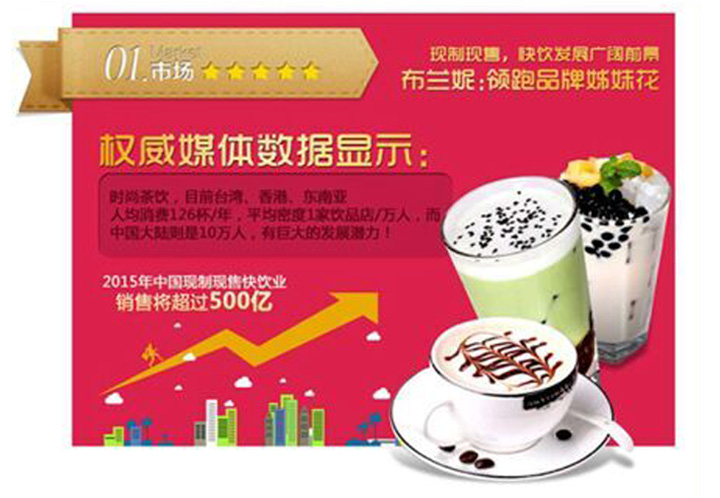 Market
01.市场
现制现售，快饮发展广阔前景
布兰妮:领跑品牌姊妹花
权威媒体数据显示：
时尚茶饮，目前台湾、香港、东南亚
人均消费126杯/年，平均密度1家饮品店/万人，而
中国大陆则是10万人，有巨大的发展潜力！
2015年中国现制现售快饮业
销售将超过500亿